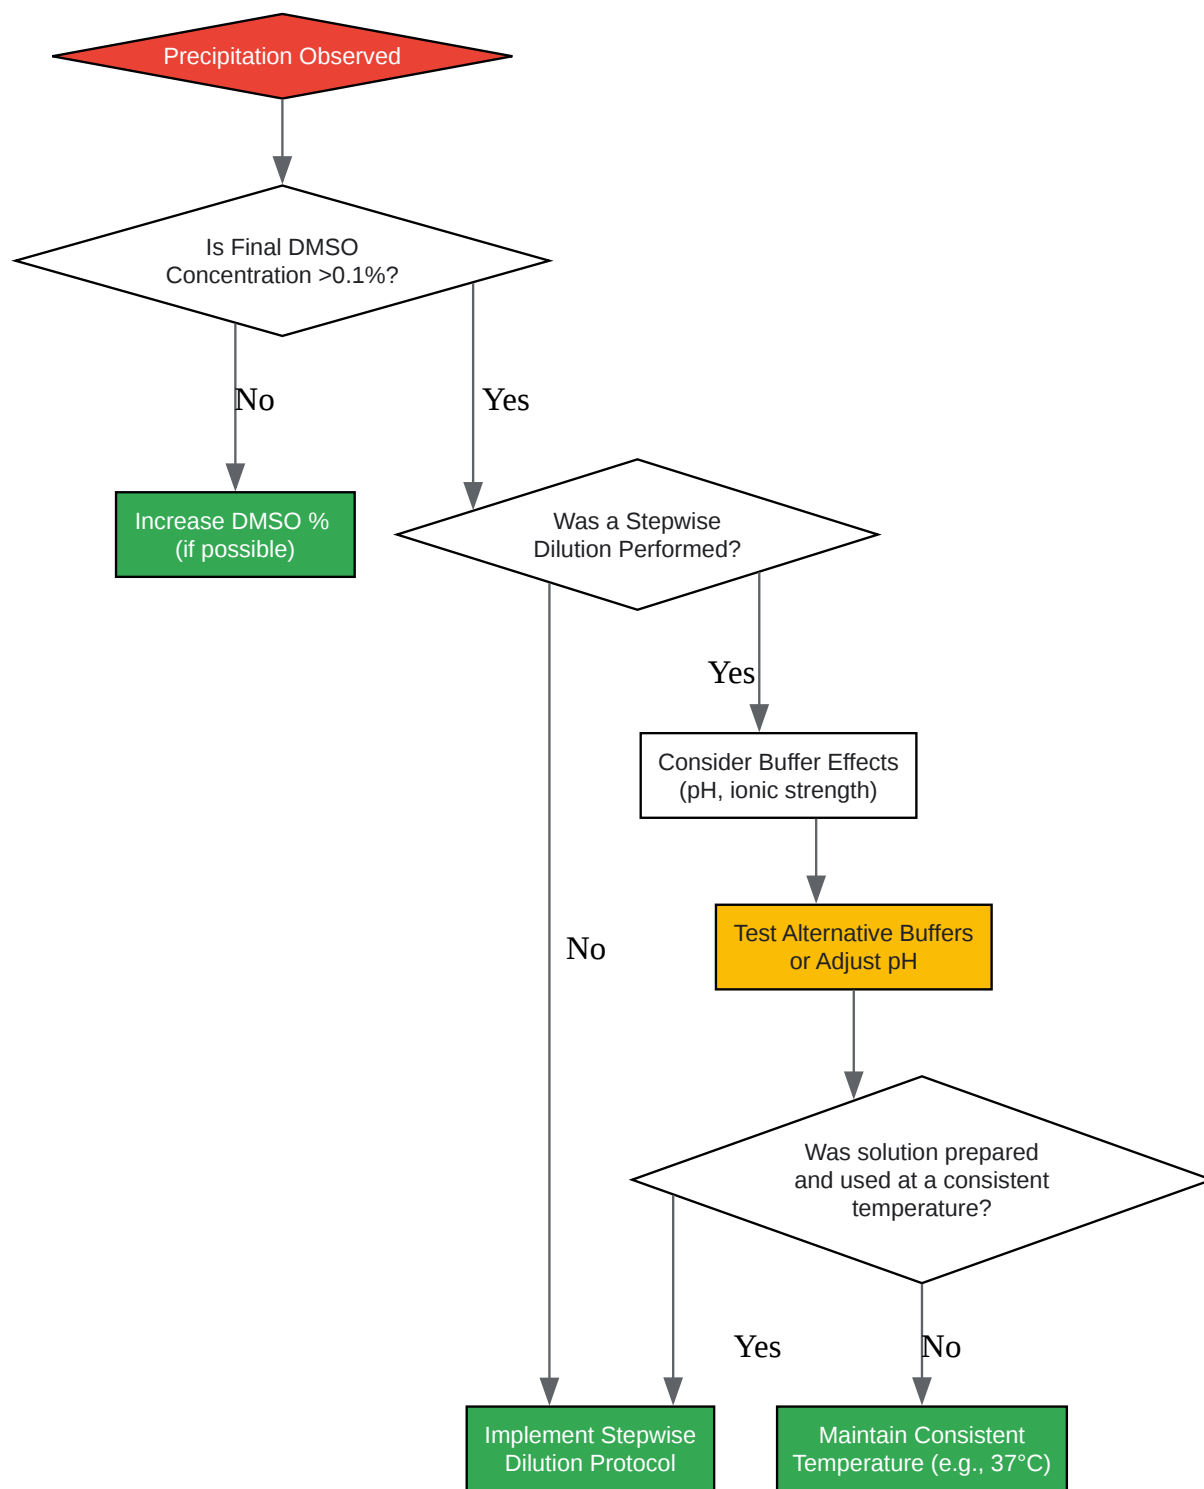 Precipitation Observed
Is Final DMSO
Concentration >0.1%?
No
Yes
Increase DMSO %
(if possible)
Was a Stepwise
Dilution Performed?
Yes
Consider Buffer Effects
(pH, ionic strength)
No
Test Alternative Buffers
or Adjust pH
Was solution prepared
and used at a consistent
temperature?
Yes
No
Implement Stepwise
Dilution Protocol
Maintain Consistent
Temperature (e.g., 37°C)